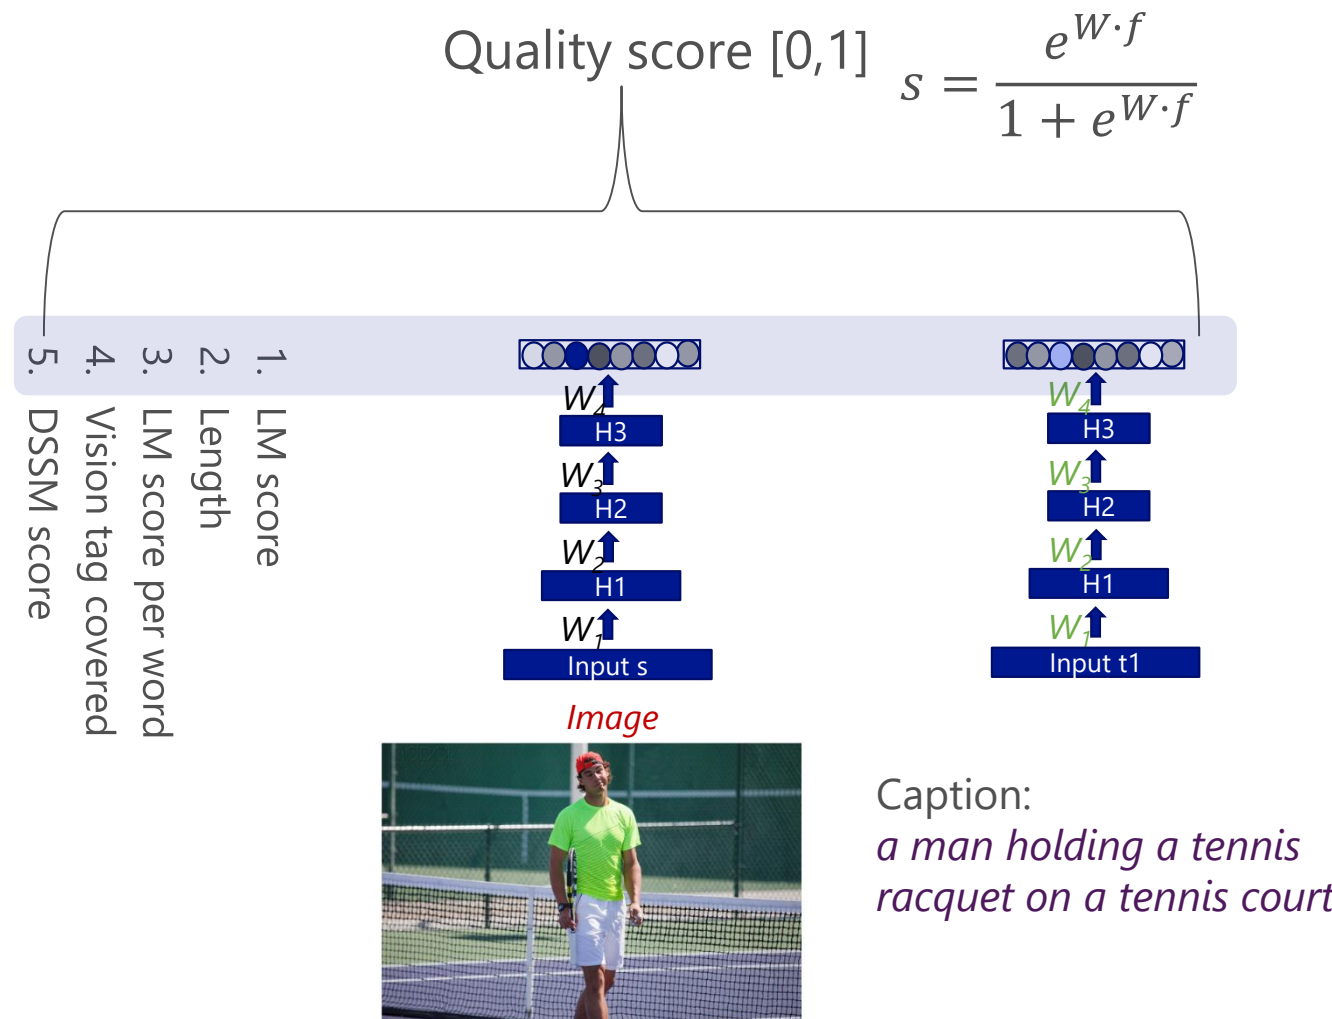 Quality score [0,1]
s = e^{W·f} / (1 + e^{W·f})
1. LM score
2. Length
3. LM score per word
4. Vision tag covered
5. DSSM score
W4
H3
W3
H2
W2
H1
W1
Input s
Image
W4
H3
W3
H2
W2
H1
W1
Input t1
Caption:
a man holding a tennis
racquet on a tennis court